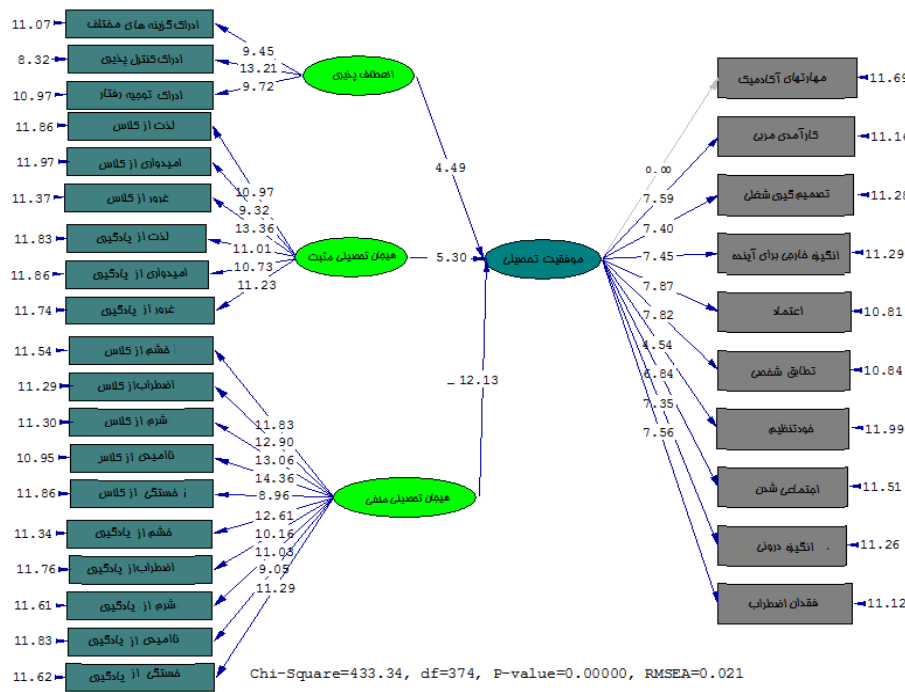 11.07 ادراک گزینه های مختلف
8.32 ادراک کنترل پذیری
10.97 ادراک توجیه رفتار
11.86 لذت از کلاس
11.97 امیدواری از کلاس
11.37 غرور از کلاس
11.83 لذت از یادگیری
11.86 امیدواری از یادگیری
11.74 غرور از یادگیری
11.54 خشم از کلاس
11.29 اضطراب از کلاس
11.30 شرم از کلاس
10.95 ناامیدی از کلاس
11.86 خستگی از کلاس
11.34 خشم از یادگیری
11.76 اضطراب از یادگیری
11.61 شرم از یادگیری
11.83 ناامیدی از یادگیری
11.62 خستگی از یادگیری
9.45
13.21
9.72
10.97
9.32
13.36
11.01
10.73
11.23
11.83
12.90
13.06
14.36
8.96
12.61
10.16
11.03
9.05
11.29
انعطاف پذیری
هیجان تحصیلی مثبت
هیجان تحصیلی منفی
4.49
5.30
-12.13
موفقیت تحصیلی
0.00
7.59
7.40
7.45
7.87
7.82
4.54
6.84
7.35
7.56
مهارتهای آکادمیک 11.69
کارآمدی مربی 11.16
تصمیم گیری شغلی 11.28
انگیزه خارجی برای آینده 11.29
اعتماد 10.81
تطابق شخصی 10.84
خودتنظیم 11.99
اجتماعی شدن 11.51
انگیزه درونی 11.26
فقدان اضطراب 11.12
Chi-Square=433.34, df=374, P-value=0.00000, RMSEA=0.021